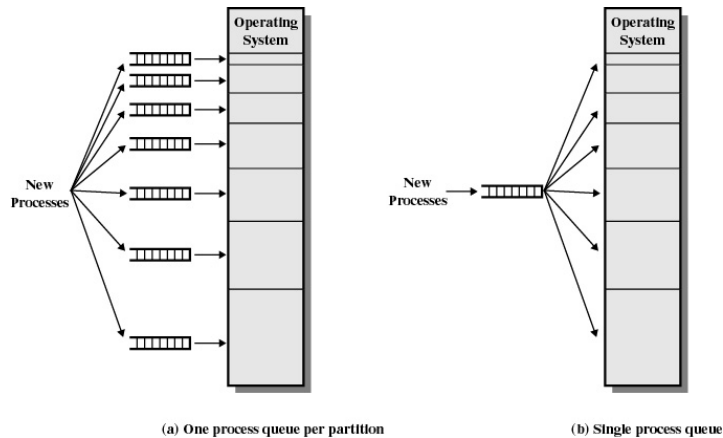 Operating
System
New
Processes
(a) One process queue per partition
Operating
System
New
Processes
(b) Single process queue